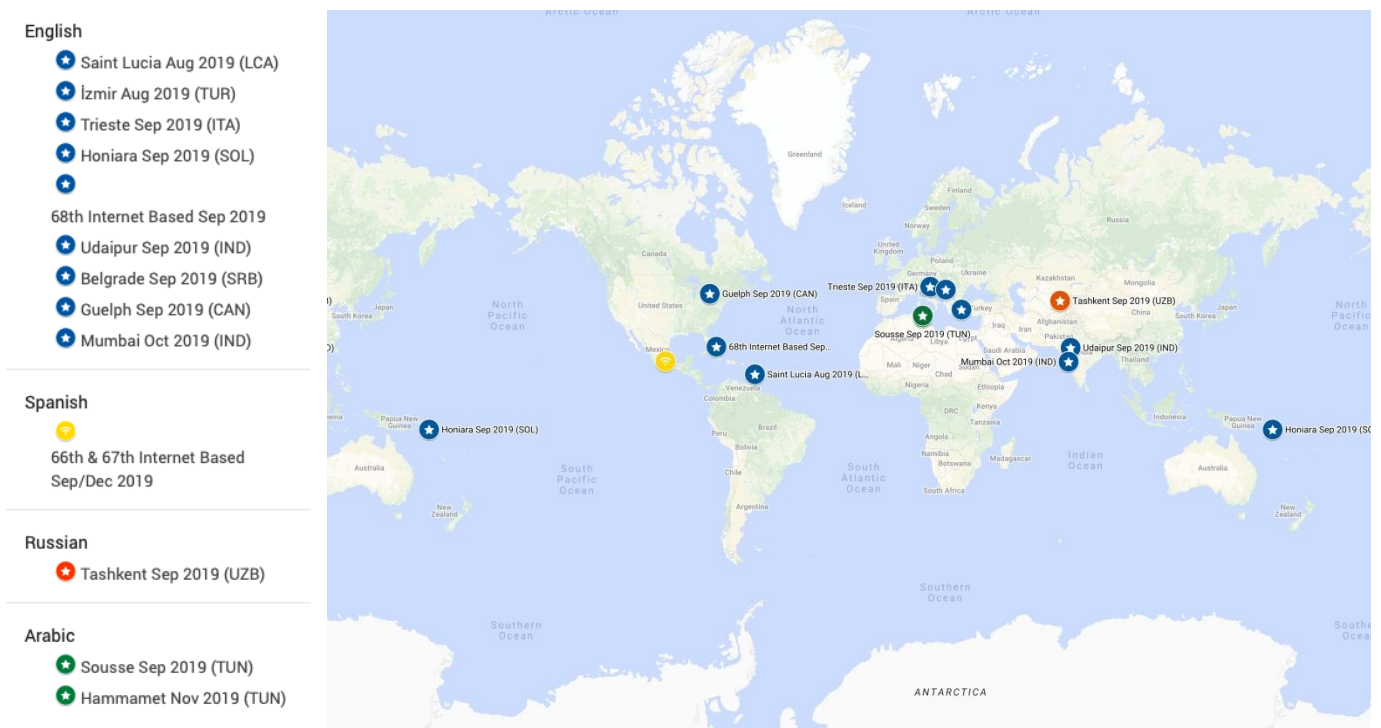 English
Saint Lucia Aug 2019 (LCA)
İzmir Aug 2019 (TUR)
Trieste Sep 2019 (ITA)
Honiara Sep 2019 (SOL)
68th Internet Based Sep 2019
Udaipur Sep 2019 (IND)
Belgrade Sep 2019 (SRB)
Guelph Sep 2019 (CAN)
Mumbai Oct 2019 (IND)
Spanish
66th & 67th Internet Based
Sep/Dec 2019
Russian
Tashkent Sep 2019 (UZB)
Arabic
Sousse Sep 2019 (TUN)
Hammamet Nov 2019 (TUN)
Arctic Ocean
Arctic Ocean
Greenland
Iceland
Finland
Sweden
Norway
Russia
United
Kingdom
Canada
Poland
Germany
Ukraine
Kazakhstan
Mongolia
Trieste Sep 2019 (ITA)
Guelph Sep 2019 (CAN)
Spain
Turkey
Tashkent Sep 2019 (UZB)
China
Japan
South Korea
Japan
South Korea
North
Pacific
Ocean
United States
North
Atlantic
Ocean
North
Pacific
Ocean
Sousse Sep 2019 (TUN)
Algeria
Libya
Egypt
Iraq
Iran
Afghanistan
Pakistan
68th Internet Based Sep...
Mexico
Saudi Arabia
Udaipur Sep 2019 (IND)
Mumbai Oct 2019 (IND)
Thailand
Mali
Niger
Chad
Sudan
Saint Lucia Aug 2019 (L...
Venezuela
Colombia
Nigeria
Ethiopia
DRC
Kenya
Tanzania
Indonesia
Papua New
Guinea
Honiara Sep 2019 (SOL)
Papua New
Guinea
Honiara Sep 2019 (SO
Peru
Brazil
Bolivia
Angola
Namibia
Botswana
Madagascar
Indian
Ocean
Australia
Australia
South
Pacific
Ocean
Chile
South
Atlantic
Ocean
South Africa
Argentina
New
Zealand
New
Zealand
Southern
Ocean
Southern
Ocean
ANTARCTICA